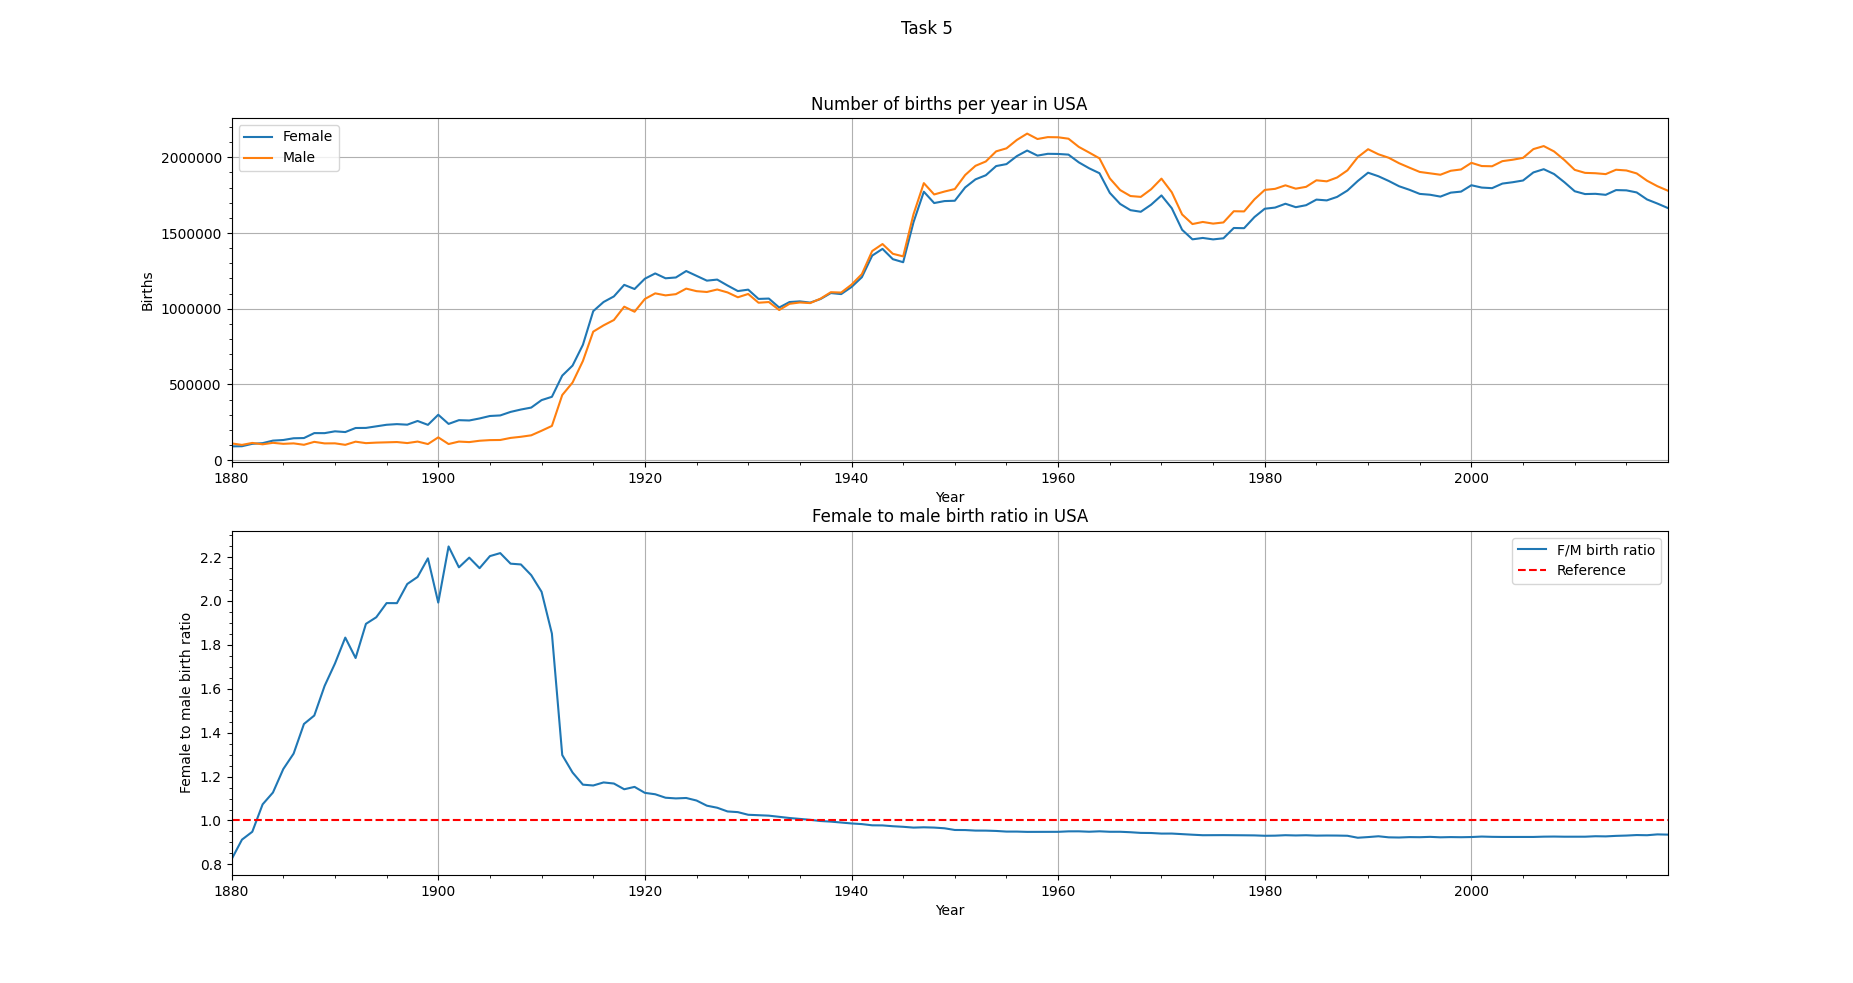 Task 5
Number of births per year in USA
Female
Male
2000000
1500000
1000000
500000
0
Births
1880 1900 1920 1940 1960 1980 2000
Year
Female to male birth ratio in USA
F/M birth ratio
Reference
2.2
2.0
1.8
1.6
1.4
1.2
1.0
0.8
Female to male birth ratio
1880 1900 1920 1940 1960 1980 2000
Year